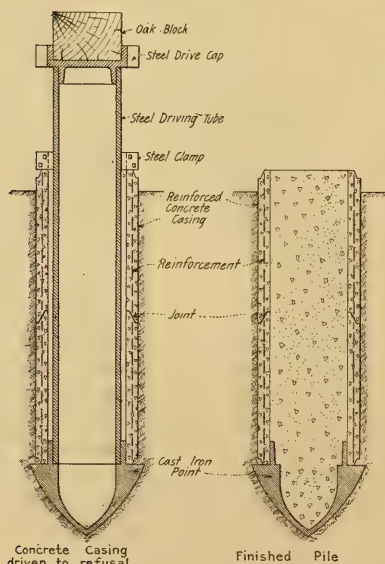 Oak Block
Steel Drive Cap
Steel Driving Tube
Steel Clamp
Reinforced
Concrete
Casing
Reinforcement
Joint
Cast Iron
Point
Concrete Casing
driven to refusal
Finished Pile